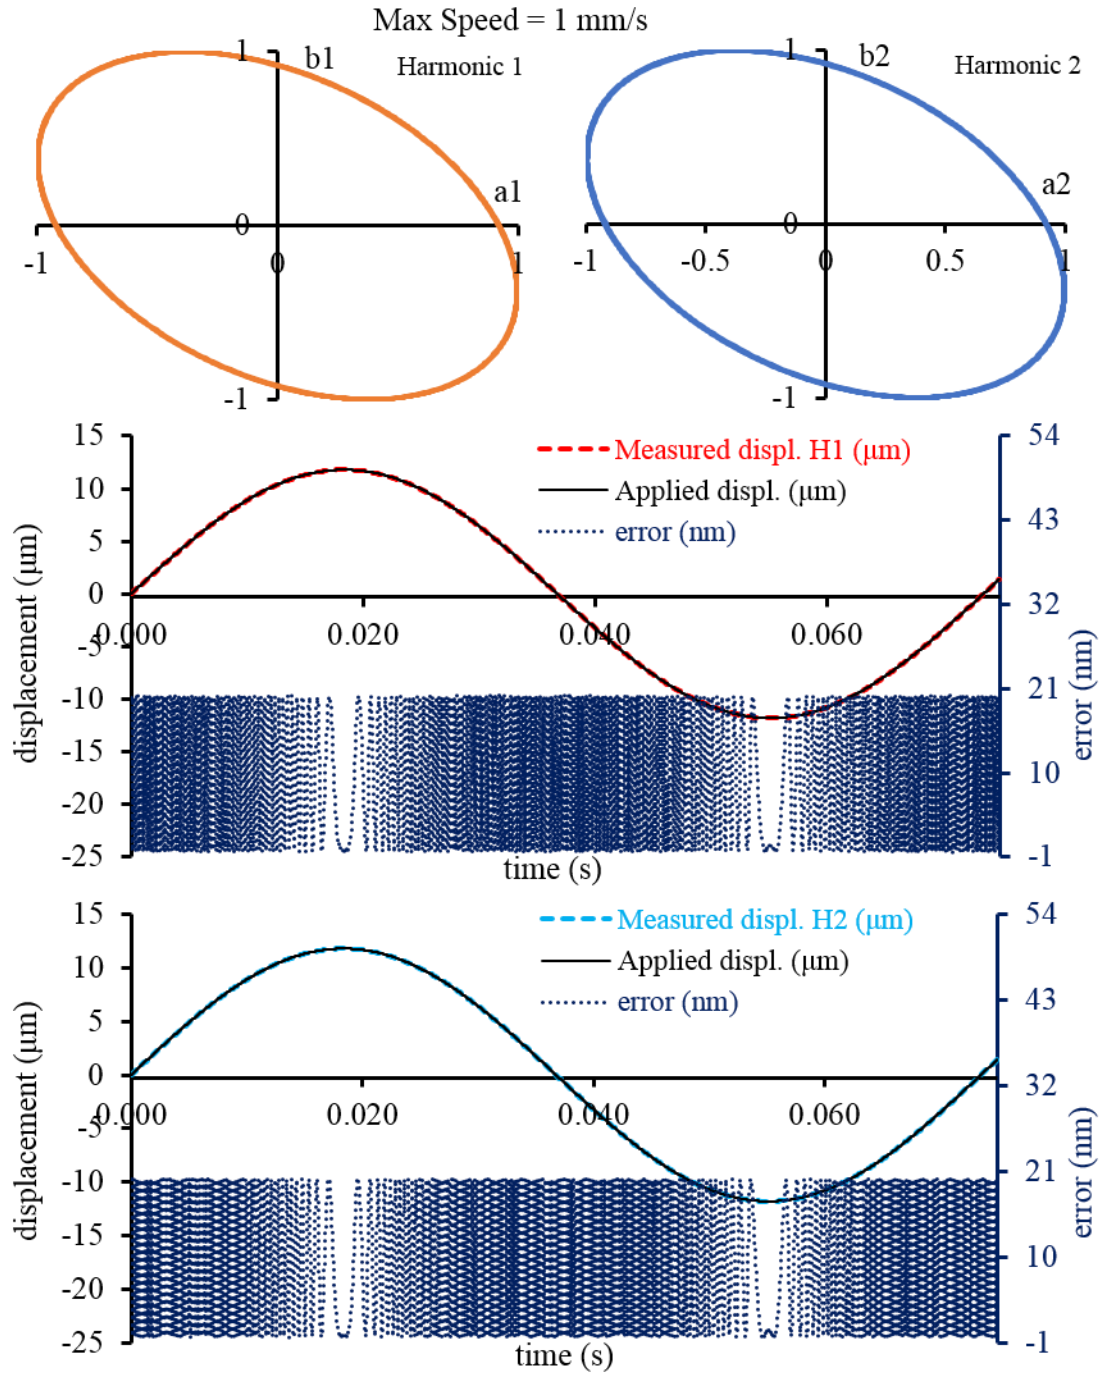 Max Speed = 1 mm/s
1 b1 Harmonic 1
a1
0
-1 0 1
-1
1 b2 Harmonic 2
a2
0
-1 -0.5 0 0.5 1
-1
15 54
Measured displ. H1 (μm)
10
Applied displ. (μm)
43
5
error (nm)
0 32
0.000 0.020 0.040 0.060
-5
-10 21
-15
10
-20
-25 -1
displacement (μm)
error (nm)
time (s)
15 54
Measured displ. H2 (μm)
10
Applied displ. (μm)
43
5
error (nm)
0 32
0.000 0.020 0.040 0.060
-5
-10 21
-15
10
-20
-25 -1
displacement (μm)
error (nm)
time (s)